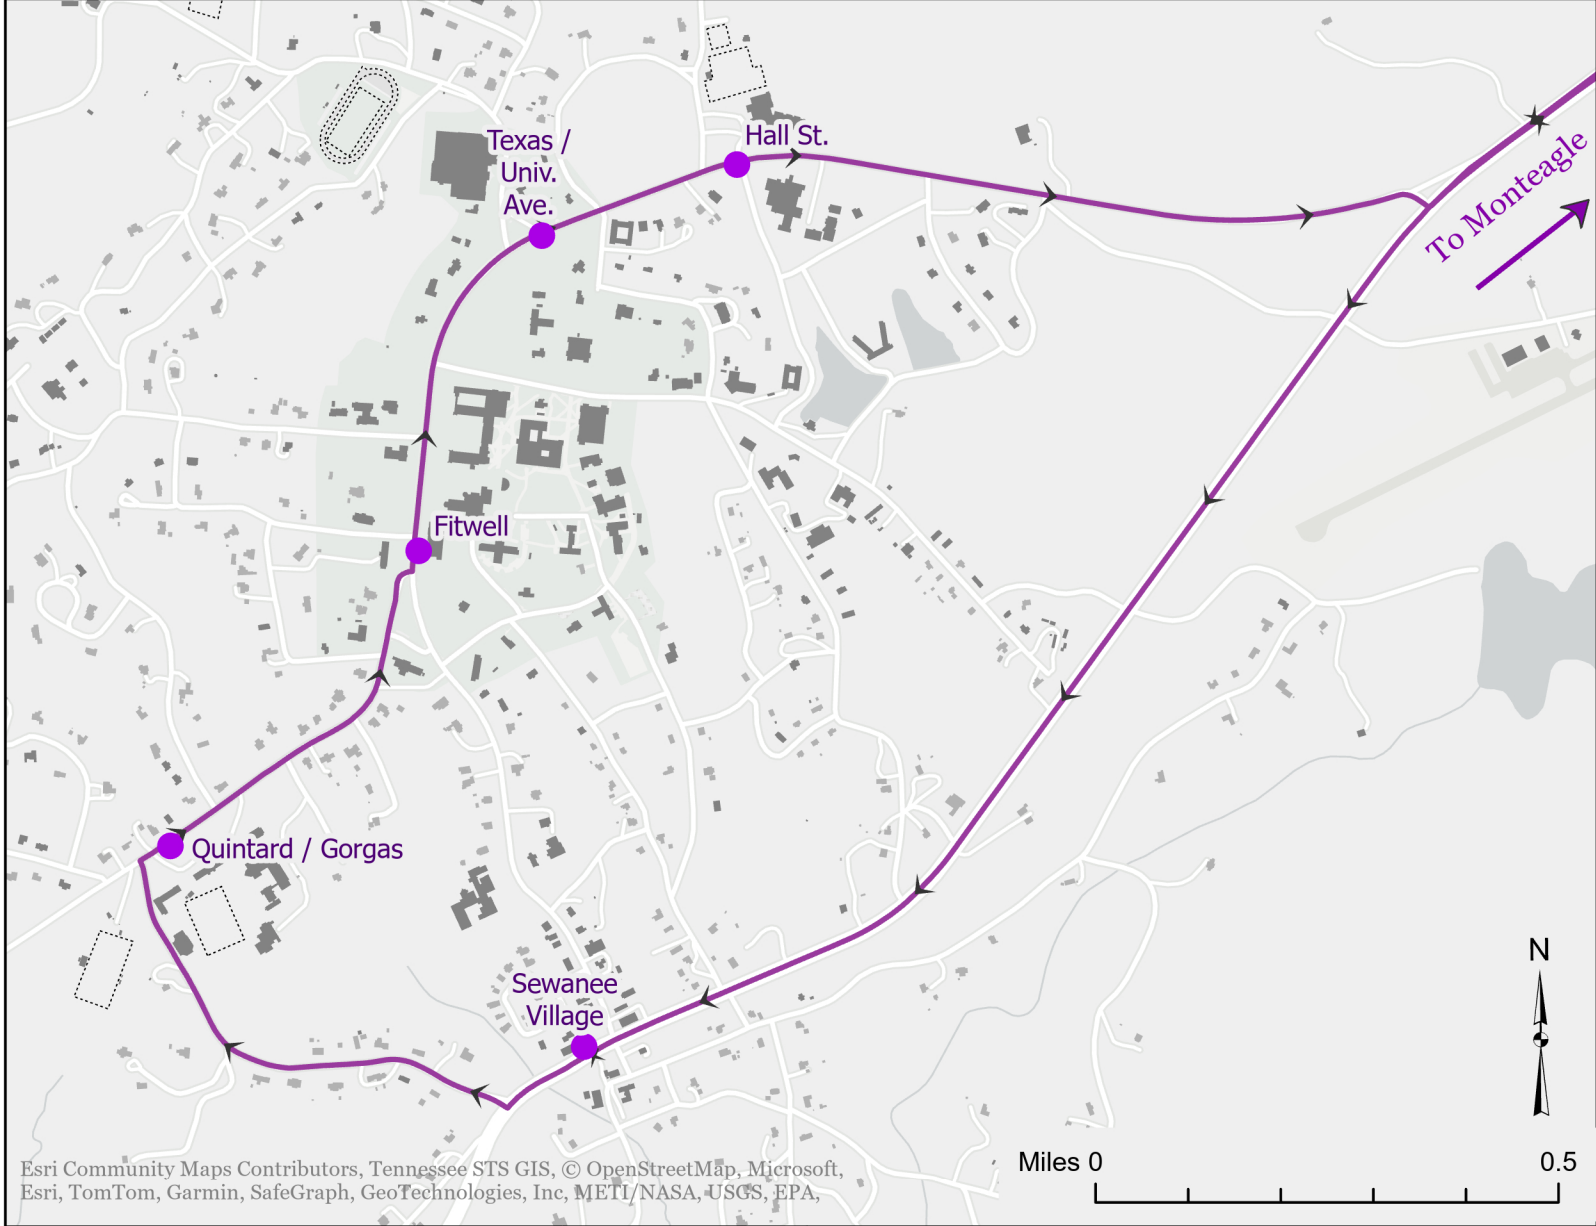 Texas /
Univ.
Ave.
Hall St.
To Monteagle
Fitwell
Quintard / Gorgas
Sewanee
Village
N
Miles 0
0.5
Esri Community Maps Contributors, Tennessee STS GIS, © OpenStreetMap, Microsoft,
Esri, TomTom, Garmin, SafeGraph, GeoTechnologies, Inc, METI/NASA, USGS, EPA,